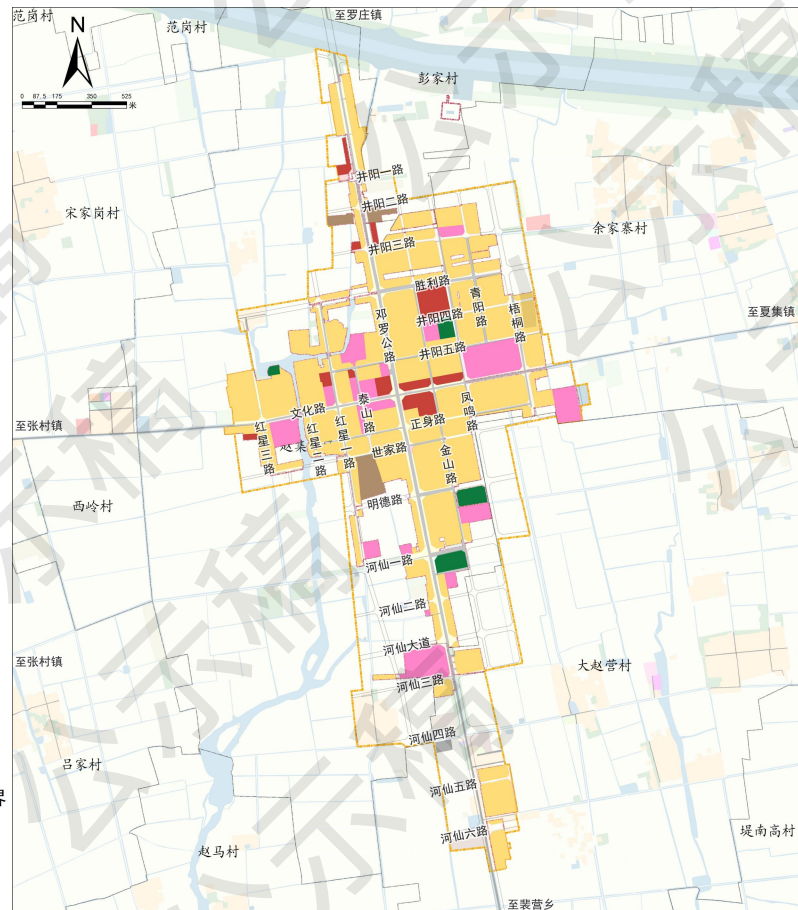 范岗村
范岗村
至罗庄镇
N
0 87.5 175 350 525
米
彭家村
井阳一路
井阳二路
宋家岗村
余家寨村
井阳三路
胜利路
青阳路
梧桐路
至夏集镇
邓罗公路
井阳四路
井阳五路
文化路
泰山路
凤鸣路
正身路
至张村镇
红星三路
红星二路
红星一路
赵集
世家路
金山路
西岭村
明德路
河仙一路
河仙二路
河仙大道
至张村镇
大赵营村
河仙三路
河仙四路
吕家村
河仙五路
界
河仙六路
堤南高村
赵马村
至裴营乡
公示稿